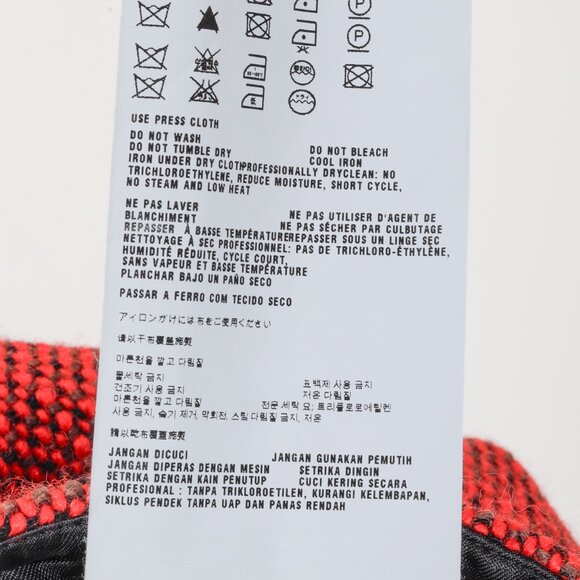 USE PRESS CLOTH
DO NOT WASH
DO NOT TUMBLE DRY DO NOT BLEACH
IRON UNDER DRY CLOTH COOL IRON
PROFESSIONALLY DRYCLEAN: NO
TRICHLOROETHYLENE, REDUCE MOISTURE, SHORT CYCLE,
NO STEAM AND LOW HEAT
NE PAS LAVER NE PAS UTILISER D'AGENT DE
BLANCHIMENT NE PAS SÉCHER PAR CULBUTAGE
REPASSER À BASSE TEMPÉRATURE REPASSER SOUS UN LINGE SEC
NETTOYAGE À SEC PROFESSIONNEL: PAS DE TRICHLORO-ÉTHYLÈNE,
HUMIDITÉ RÉDUITE, CYCLE COURT,
SANS VAPEUR ET BASSE TEMPÉRATURE
PLANCHAR BAJO UN PAÑO SECO
PASSAR A FERRO COM TECIDO SECO
アイロンがけには布をご使用ください
请以干布覆盖熨烫
마른천을 깔고 다림질
물세탁 금지 표백제 사용 금지
건조기 사용 금지 저온 다림질
마른천을 깔고 다림질 전문 세탁 요; 트리클로로에틸렌
사용 금지, 습기 제거, 약회전, 스팀 다림질 금지, 저온
請以乾布覆蓋熨燙
JANGAN DICUCI JANGAN GUNAKAN PEMUTIH
JANGAN DIPERAS DENGAN MESIN SETRIKA DINGIN
SETRIKA DENGAN KAIN PENUTUP CUCI KERING SECARA
PROFESIONAL : TANPA TRIKLOROETILEN, KURANGI KELEMBAPAN,
SIKLUS PENDEK TANPA UAP DAN PANAS RENDAH